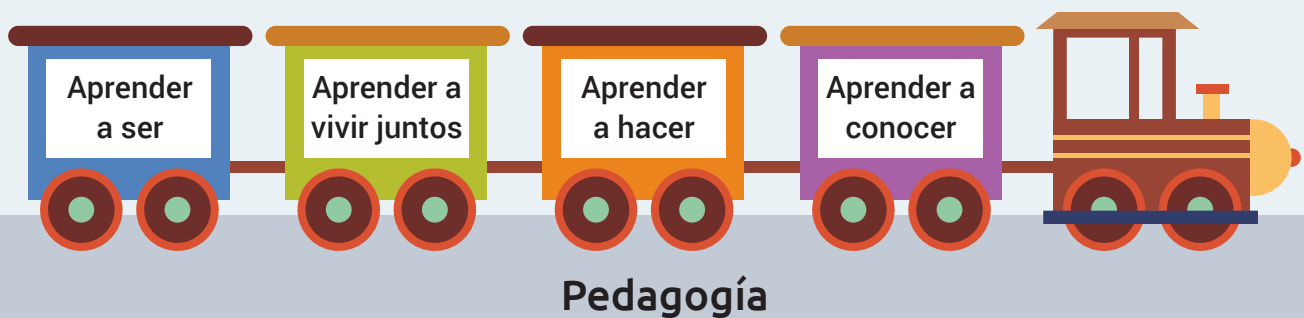 Aprender
a ser
Aprender a
vivir juntos
Aprender
a hacer
Aprender a
conocer
Pedagogía